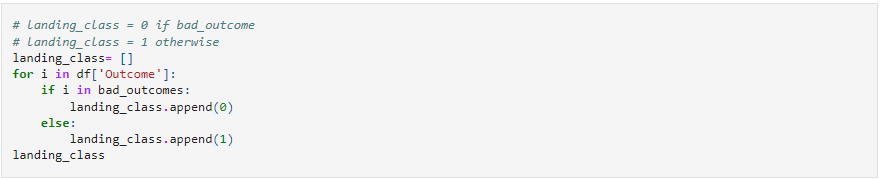 # landing_class = 0 if bad_outcome
# landing_class = 1 otherwise
landing_class= []
for i in df['Outcome']:
    if i in bad_outcomes:
        landing_class.append(0)
    else:
        landing_class.append(1)
landing_class